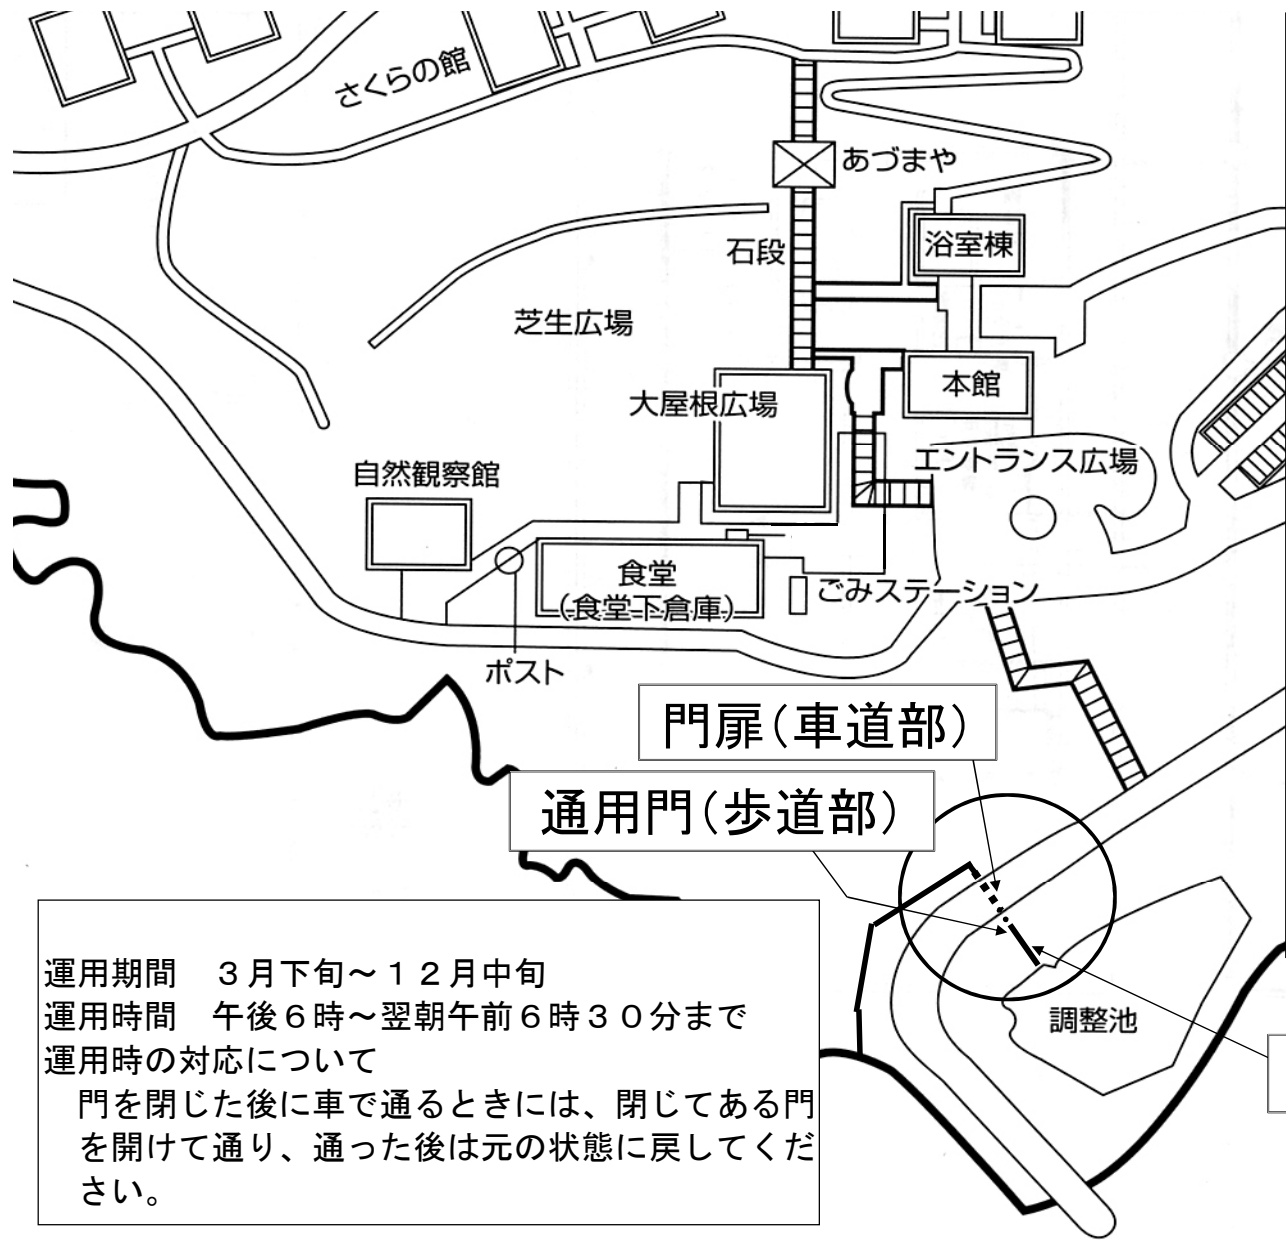 さくらの館
あづまや
石段
浴室棟
芝生広場
本館
大屋根広場
エントランス広場
自然観察館
食堂
(食堂下倉庫)
ごみステーション
ポスト
門扉（車道部）
通用門（歩道部）
調整池
運用期間　３月下旬～１２月中旬
運用時間　午後６時～翌朝午前６時３０分まで
運用時の対応について
門を閉じた後に車で通るときには、閉じてある門
を開けて通り、通った後は元の状態に戻してくだ
さい。